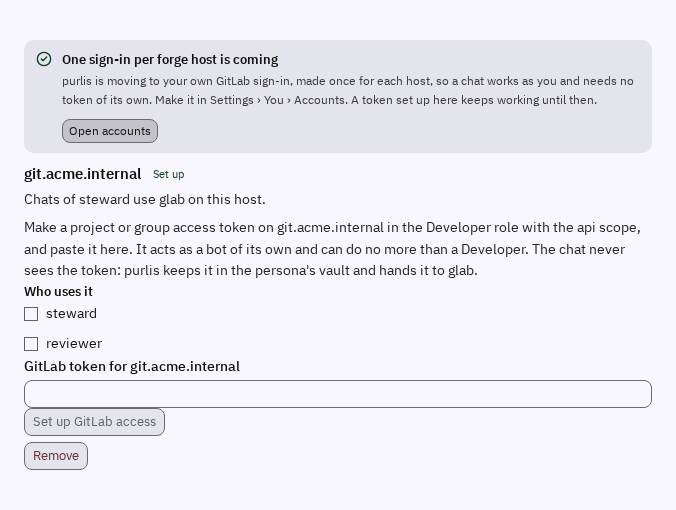 One sign-in per forge host is coming
purlis is moving to your own GitLab sign-in, made once for each host, so a chat works as you and needs no
token of its own. Make it in Settings › You › Accounts. A token set up here keeps working until then.
Open accounts
git.acme.internal Set up
Chats of steward use glab on this host.
Make a project or group access token on git.acme.internal in the Developer role with the api scope,
and paste it here. It acts as a bot of its own and can do no more than a Developer. The chat never
sees the token: purlis keeps it in the persona's vault and hands it to glab.
Who uses it
steward
reviewer
GitLab token for git.acme.internal
Set up GitLab access
Remove